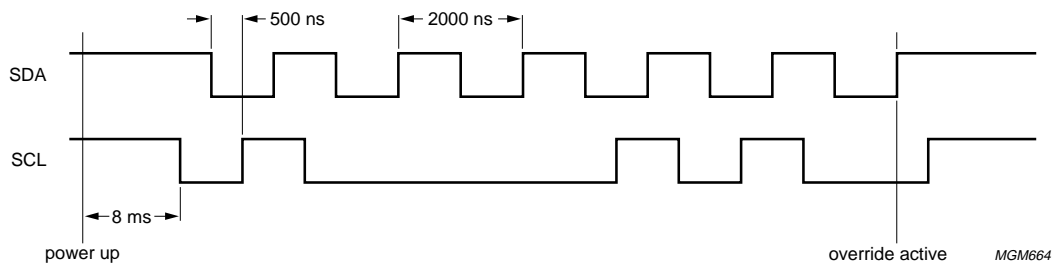 500 ns
2000 ns
SDA
SCL
8 ms
power up
override active
MGM664